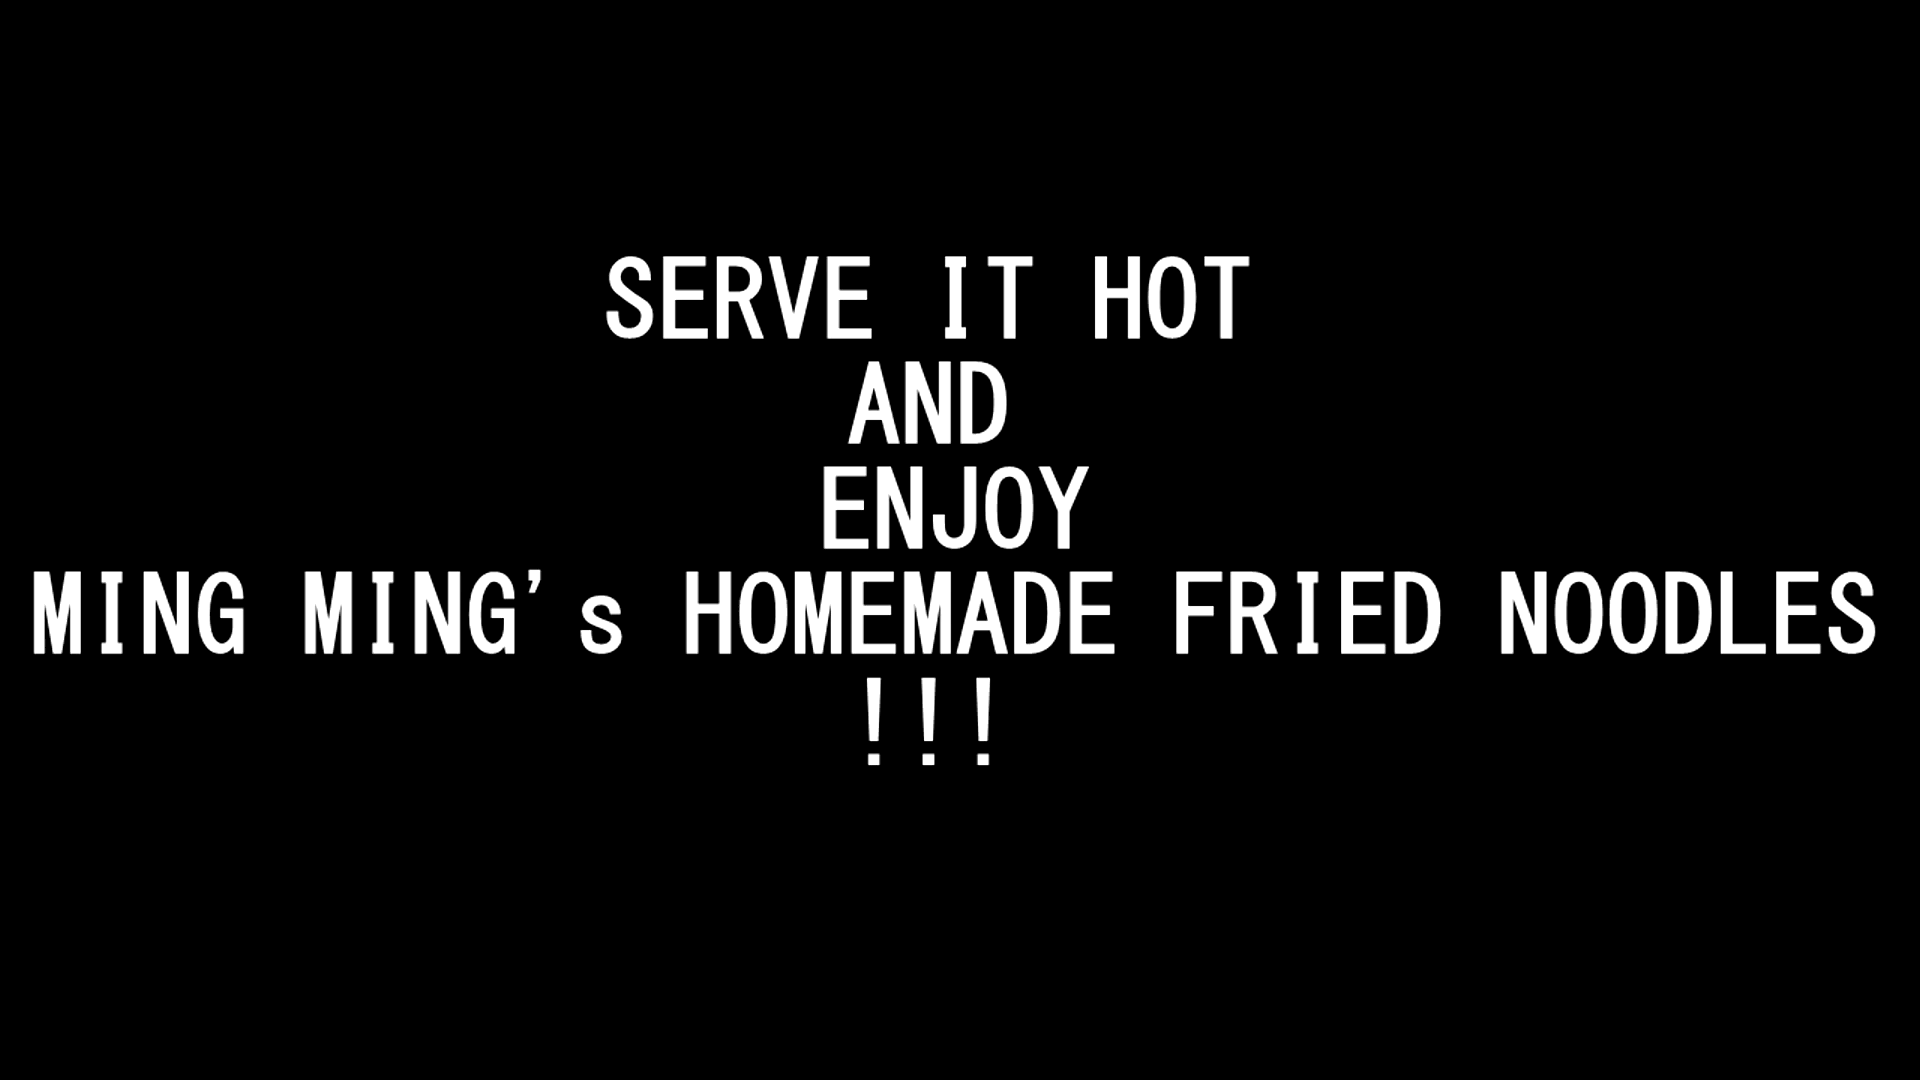 SERVE IT HOT
AND
ENJOY
MING MING's HOMEMADE FRIED NOODLES
!!!